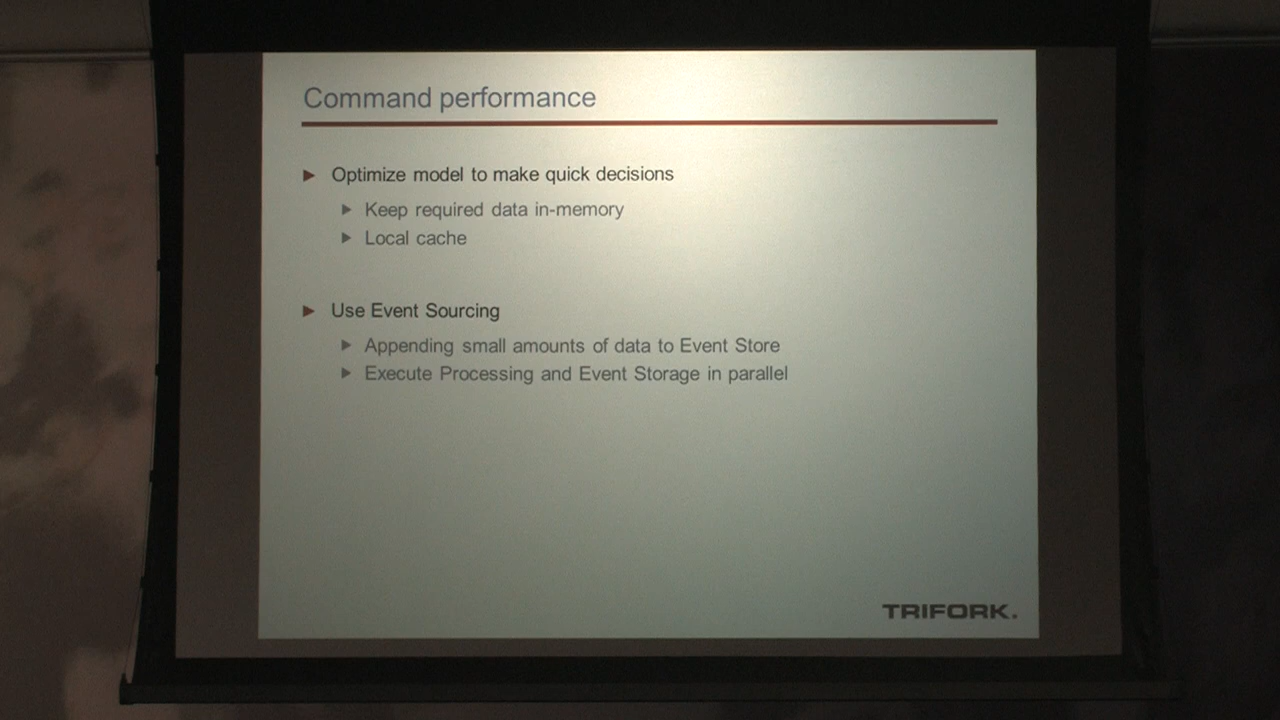 Command performance
Optimize model to make quick decisions
Keep required data in-memory
Local cache
Use Event Sourcing
Appending small amounts of data to Event Store
Execute Processing and Event Storage in parallel
TRIFORK.